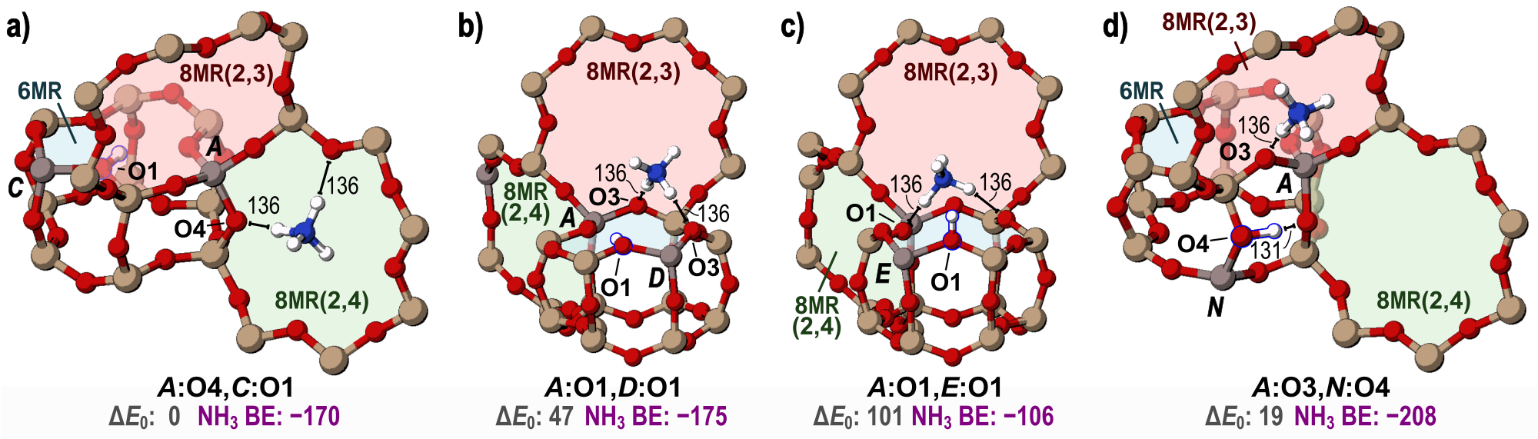 a)
8MR(2,3)
6MR
A
C
O1
136
136
O4
8MR(2,4)
A:O4,C:O1
ΔE0: 0 NH3 BE: −170
b)
8MR(2,3)
A
136
O3
8MR
(2,4)
136
A
O3
O1
D
A:O1,D:O1
ΔE0: 47 NH3 BE: −175
c)
8MR(2,3)
136
136
O1
E
O1
8MR
(2,4)
A:O1,E:O1
ΔE0: 101 NH3 BE: −106
d)
8MR(2,3)
6MR
136
O3
A
O4
131
N
8MR(2,4)
A:O3,N:O4
ΔE0: 19 NH3 BE: −208